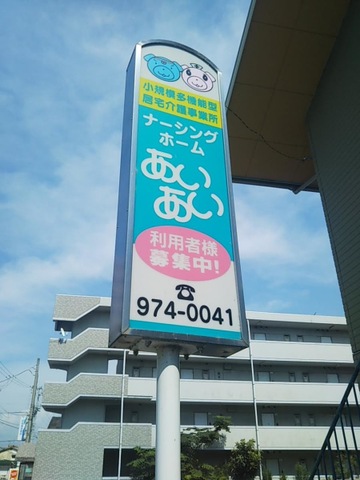 小規模多機能型
居宅介護事業所
ナーシング
ホーム
あい
あい
利用者様
募集中!
☎
974-0041